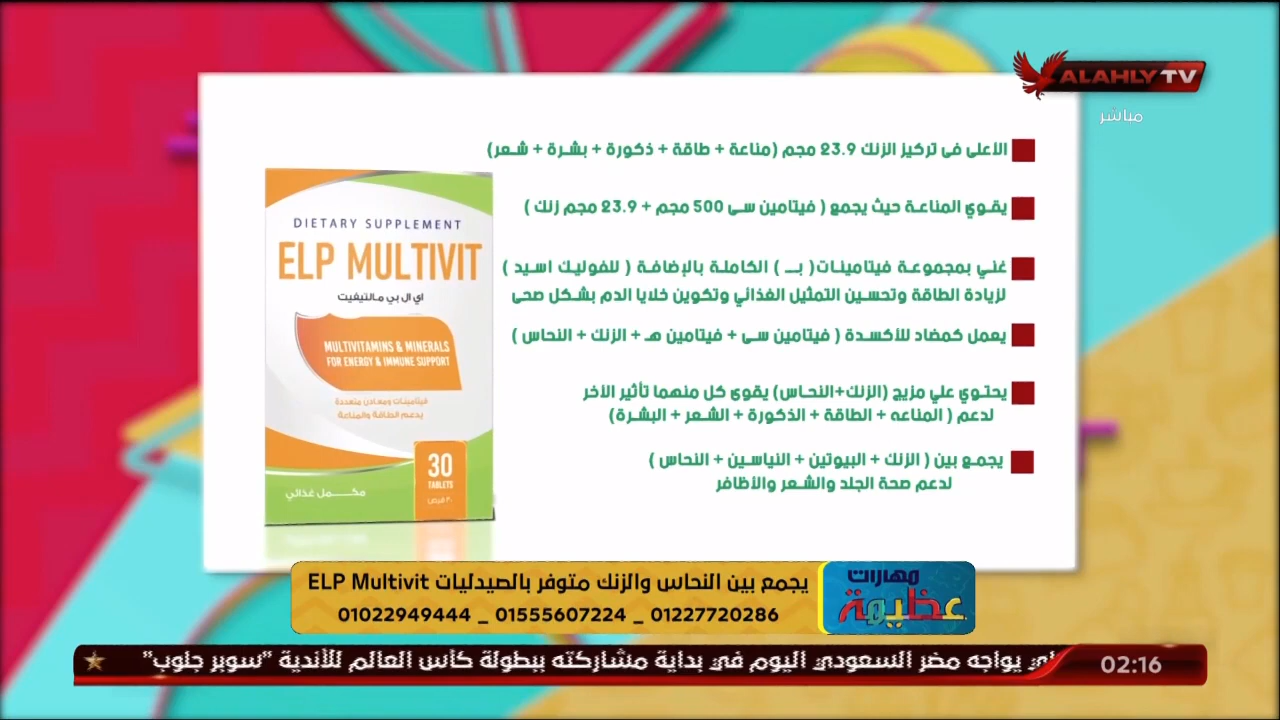 ALAHLY TV
مباشر
الأعلى فى تركيز الزنك 23.9 مجم (مناعة + طاقة + ذكورة + بشرة + شعر)
يقوي المناعة حيث يجمع ( فيتامين سى 500 مجم + 23.9 مجم زنك )
غني بمجموعة فيتامينات( بـ ) الكاملة بالإضافة ( للفوليك اسيد )
لزيادة الطاقة وتحسين التمثيل الغذائي وتكوين خلايا الدم بشكل صحى
يعمل كمضاد للأكسدة ( فيتامين سى + فيتامين هـ + الزنك + النحاس )
يحتوي علي مزيج (الزنك+النحاس) يقوى كل منهما تأثير الآخر
لدعم ( المناعه + الطاقة + الذكورة + الشعر + البشرة)
يجمع بين ( الزنك + البيوتين + النياسين + النحاس )
لدعم صحة الجلد والشعر والأظافر
DIETARY SUPPLEMENT
ELP MULTIVIT
اي ال بي مالتيفيت
MULTIVITAMINS & MINERALS
FOR ENERGY & IMMUNE SUPPORT
فيتامينات ومعادن متعددة
يدعم الطاقة والمناعة
30
TABLETS
٣٠ قرص
مكمل غذائي
يجمع بين النحاس والزنك متوفر بالصيدليات ELP Multivit
01022949444 _ 01555607224 _ 01227720286
مهارات
عظيمة
يواجه مضر السعودي اليوم في بداية مشاركته ببطولة كأس العالم للأندية "سوبر جلوب"
02:16